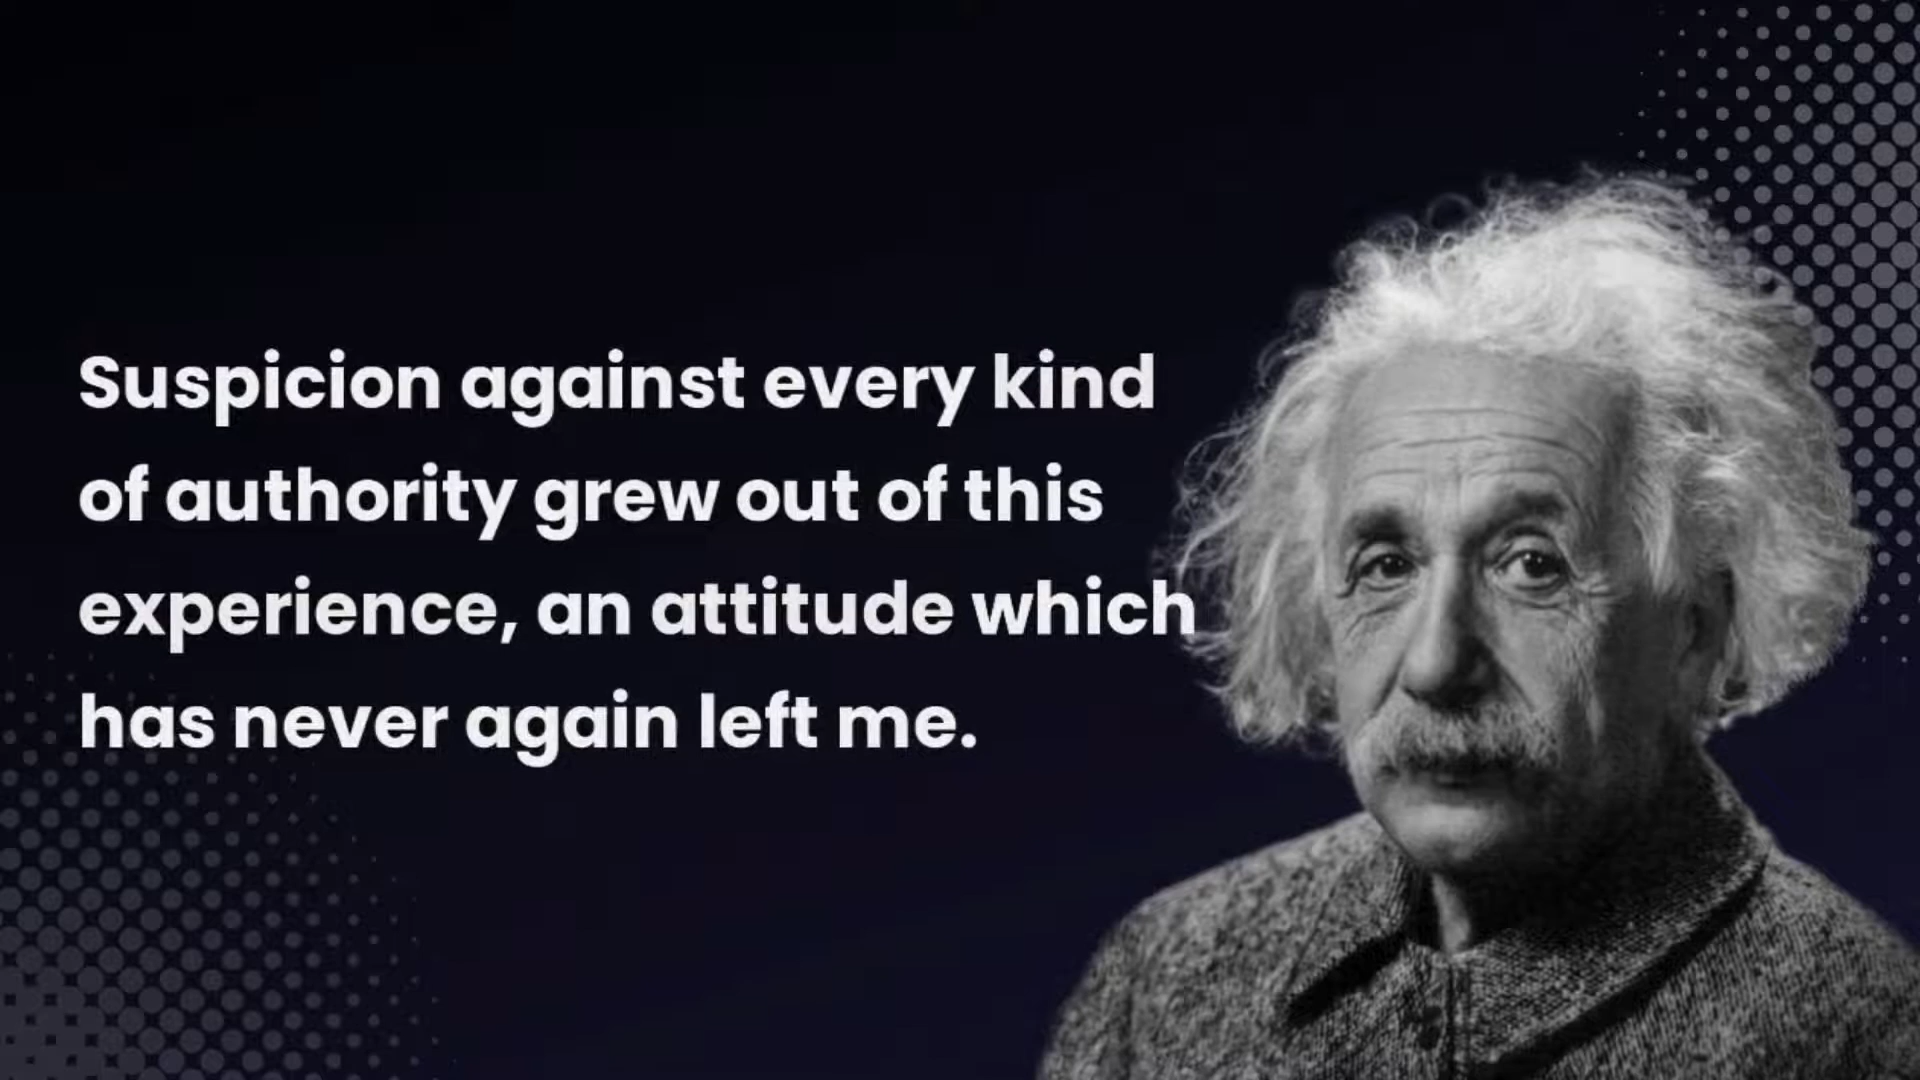 Suspicion against every kind
of authority grew out of this
experience, an attitude which
has never again left me.